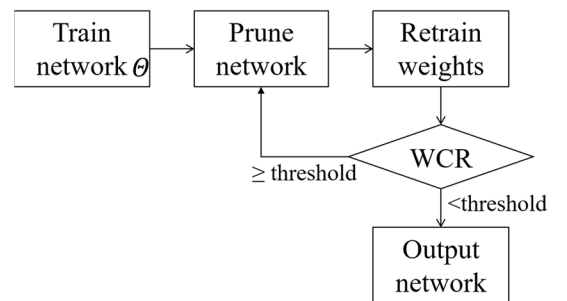 Train
network Θ
Prune
network
Retrain
weights
WCR
≥ threshold
<threshold
Output
network